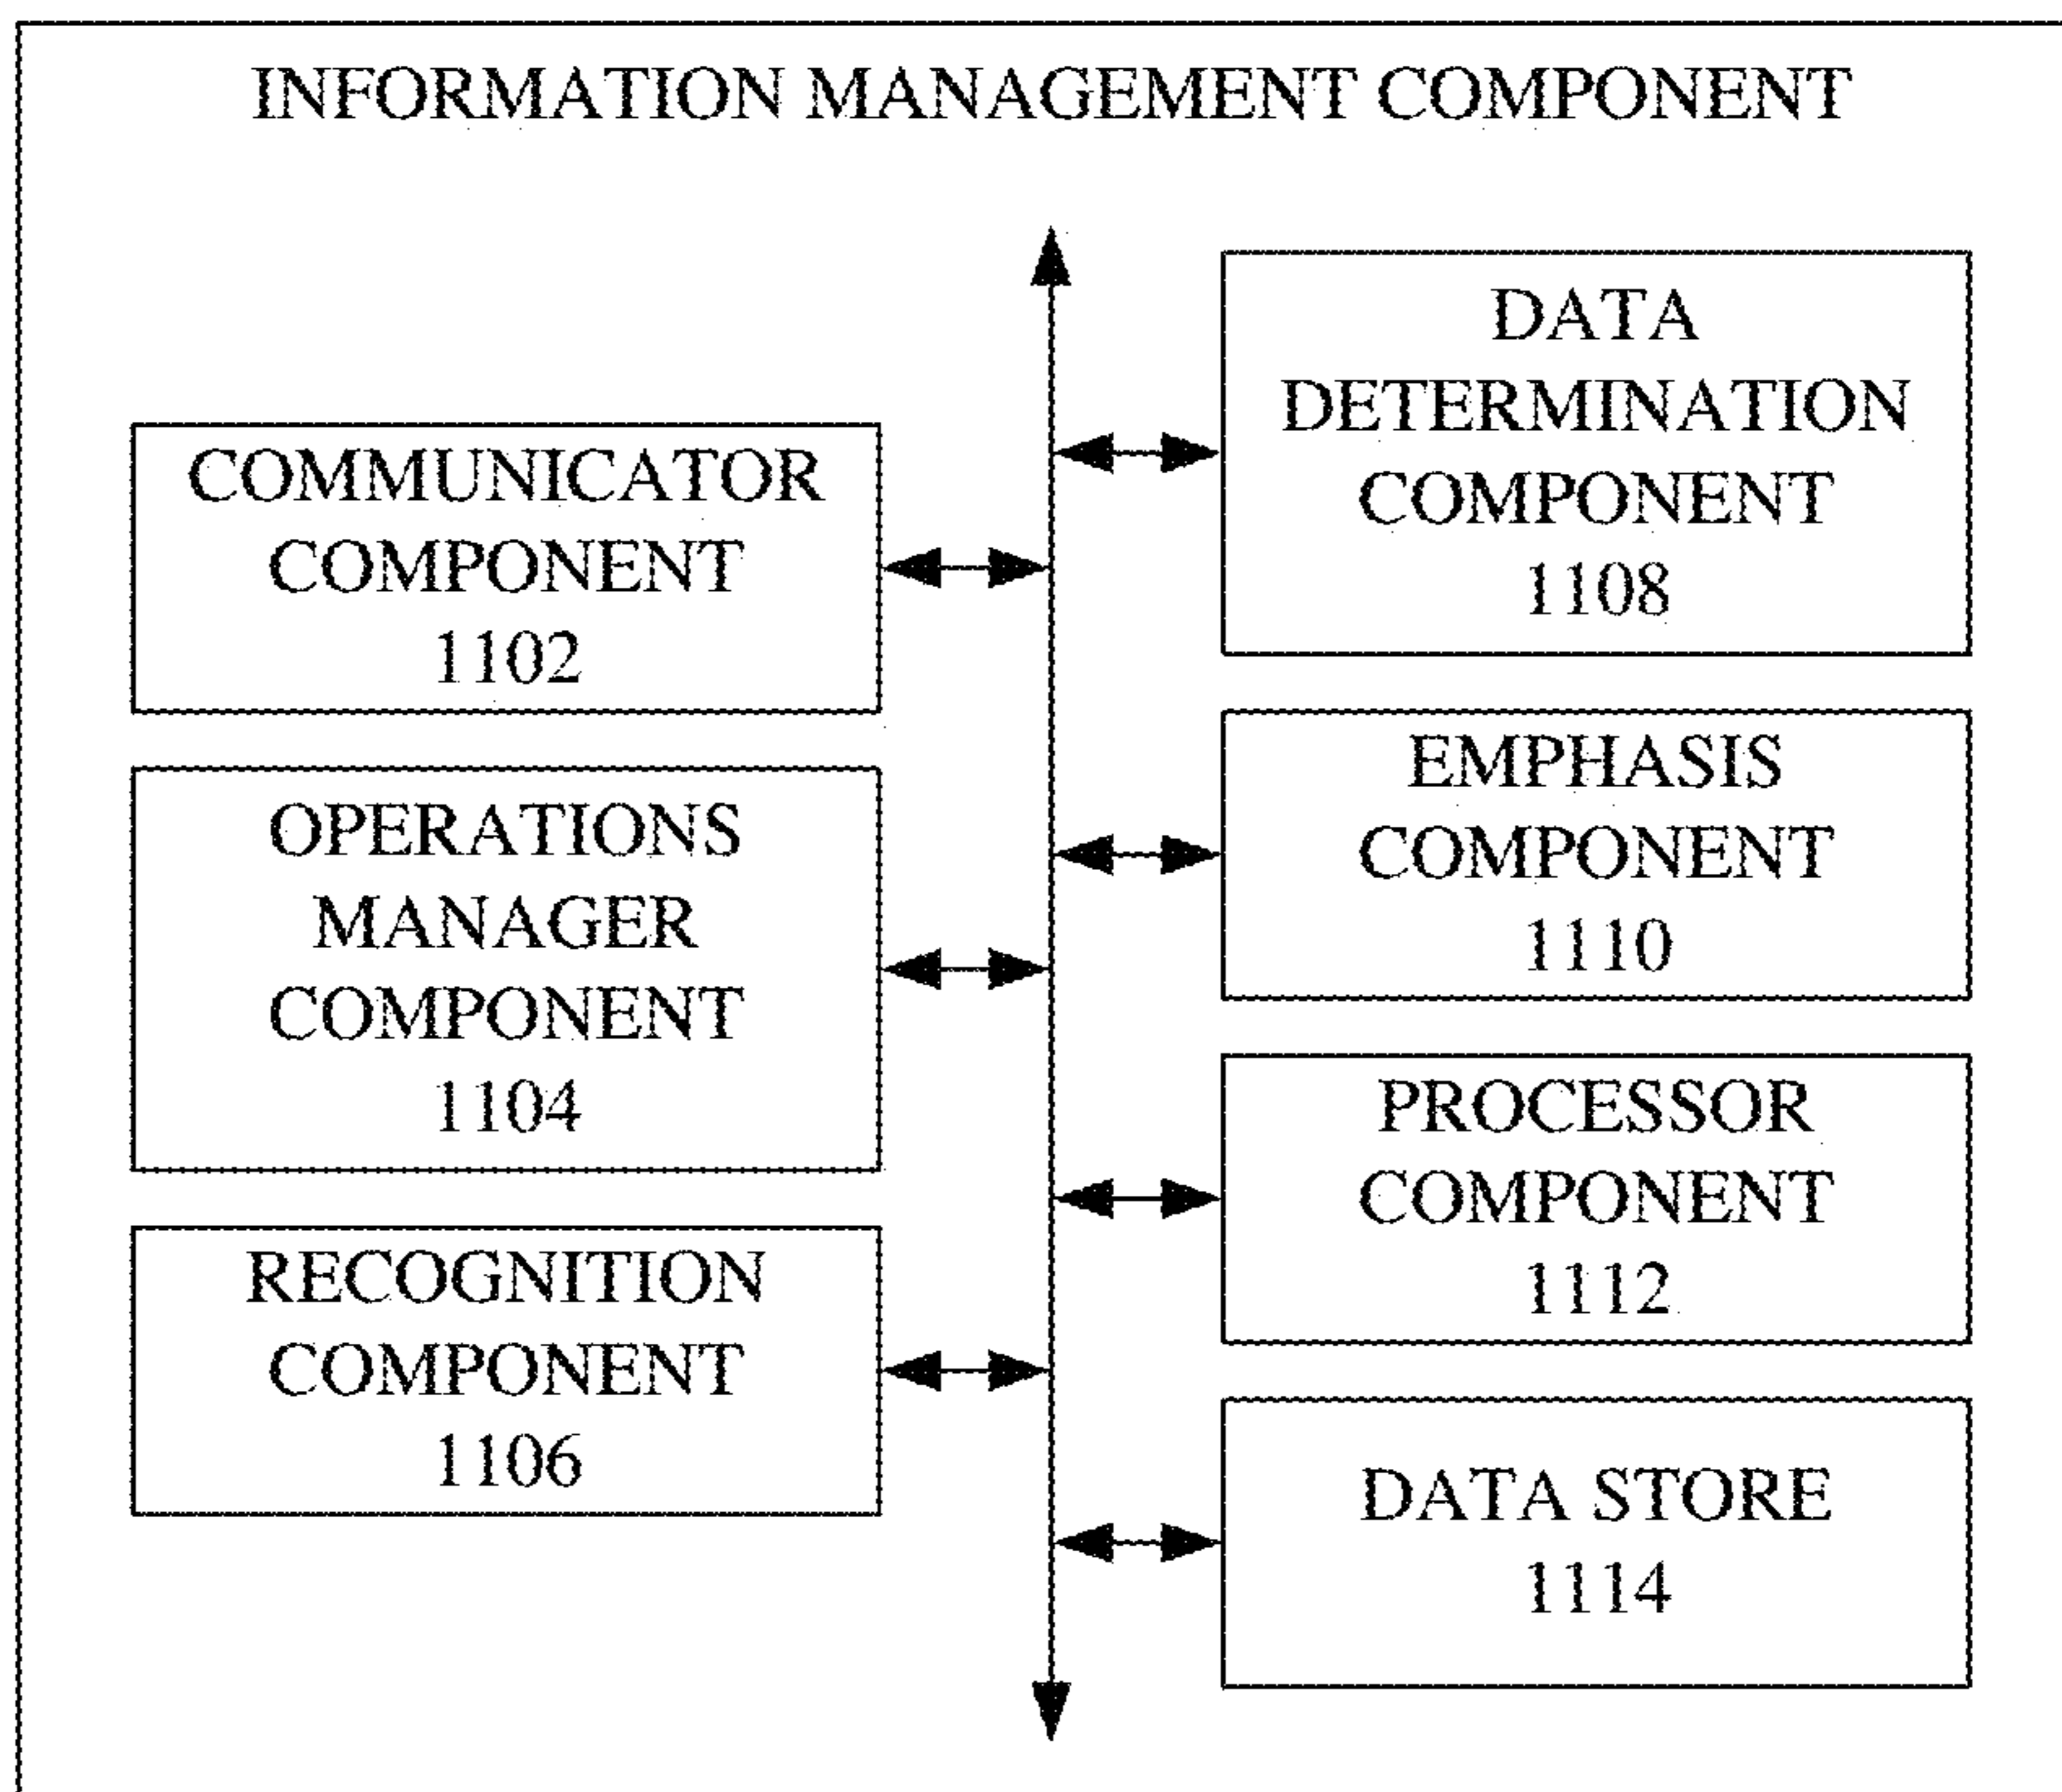 INFORMATION MANAGEMENT COMPONENT
COMMUNICATOR
COMPONENT
1102
OPERATIONS
MANAGER
COMPONENT
1104
RECOGNITION
COMPONENT
1106
DATA
DETERMINATION
COMPONENT
1108
EMPHASIS
COMPONENT
1110
PROCESSOR
COMPONENT
1112
DATA STORE
1114